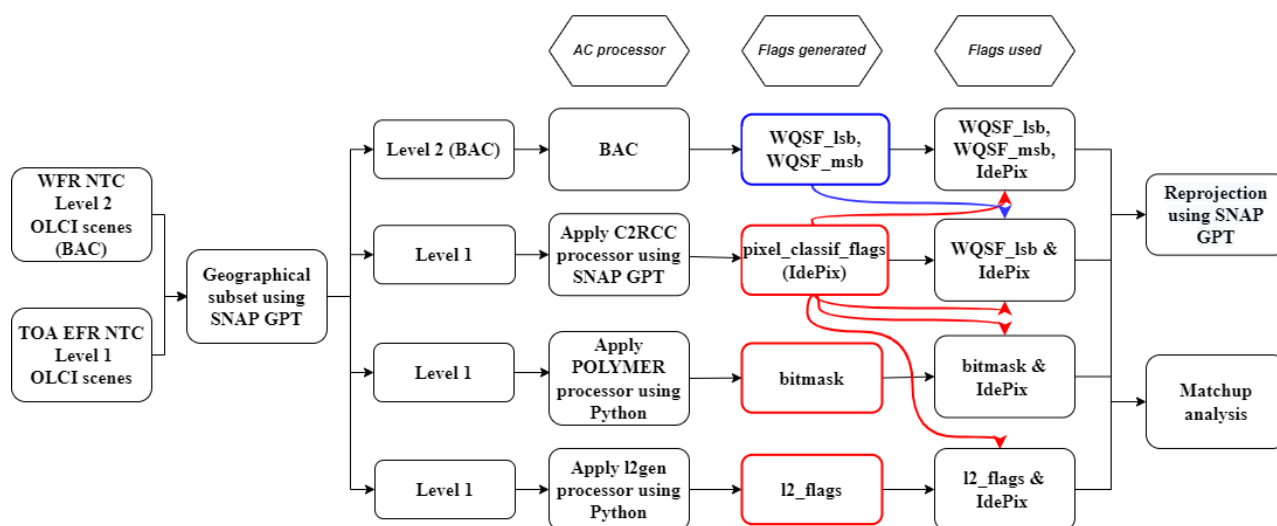 AC processor
Flags generated
Flags used
WFR NTC
Level 2
OLCI scenes
(BAC)
TOA EFR NTC
Level 1
OLCI scenes
Geographical
subset using
SNAP GPT
Level 2 (BAC)
BAC
WQSF_lsb,
WQSF_msb
WQSF_lsb,
WQSF_msb,
IdePix
Level 1
Apply C2RCC
processor using
SNAP GPT
pixel_classif_flags
(IdePix)
WQSF_lsb &
IdePix
Level 1
Apply
POLYMER
processor using
Python
bitmask
bitmask &
IdePix
Level 1
Apply l2gen
processor using
Python
l2_flags
l2_flags &
IdePix
Reprojection
using SNAP
GPT
Matchup
analysis